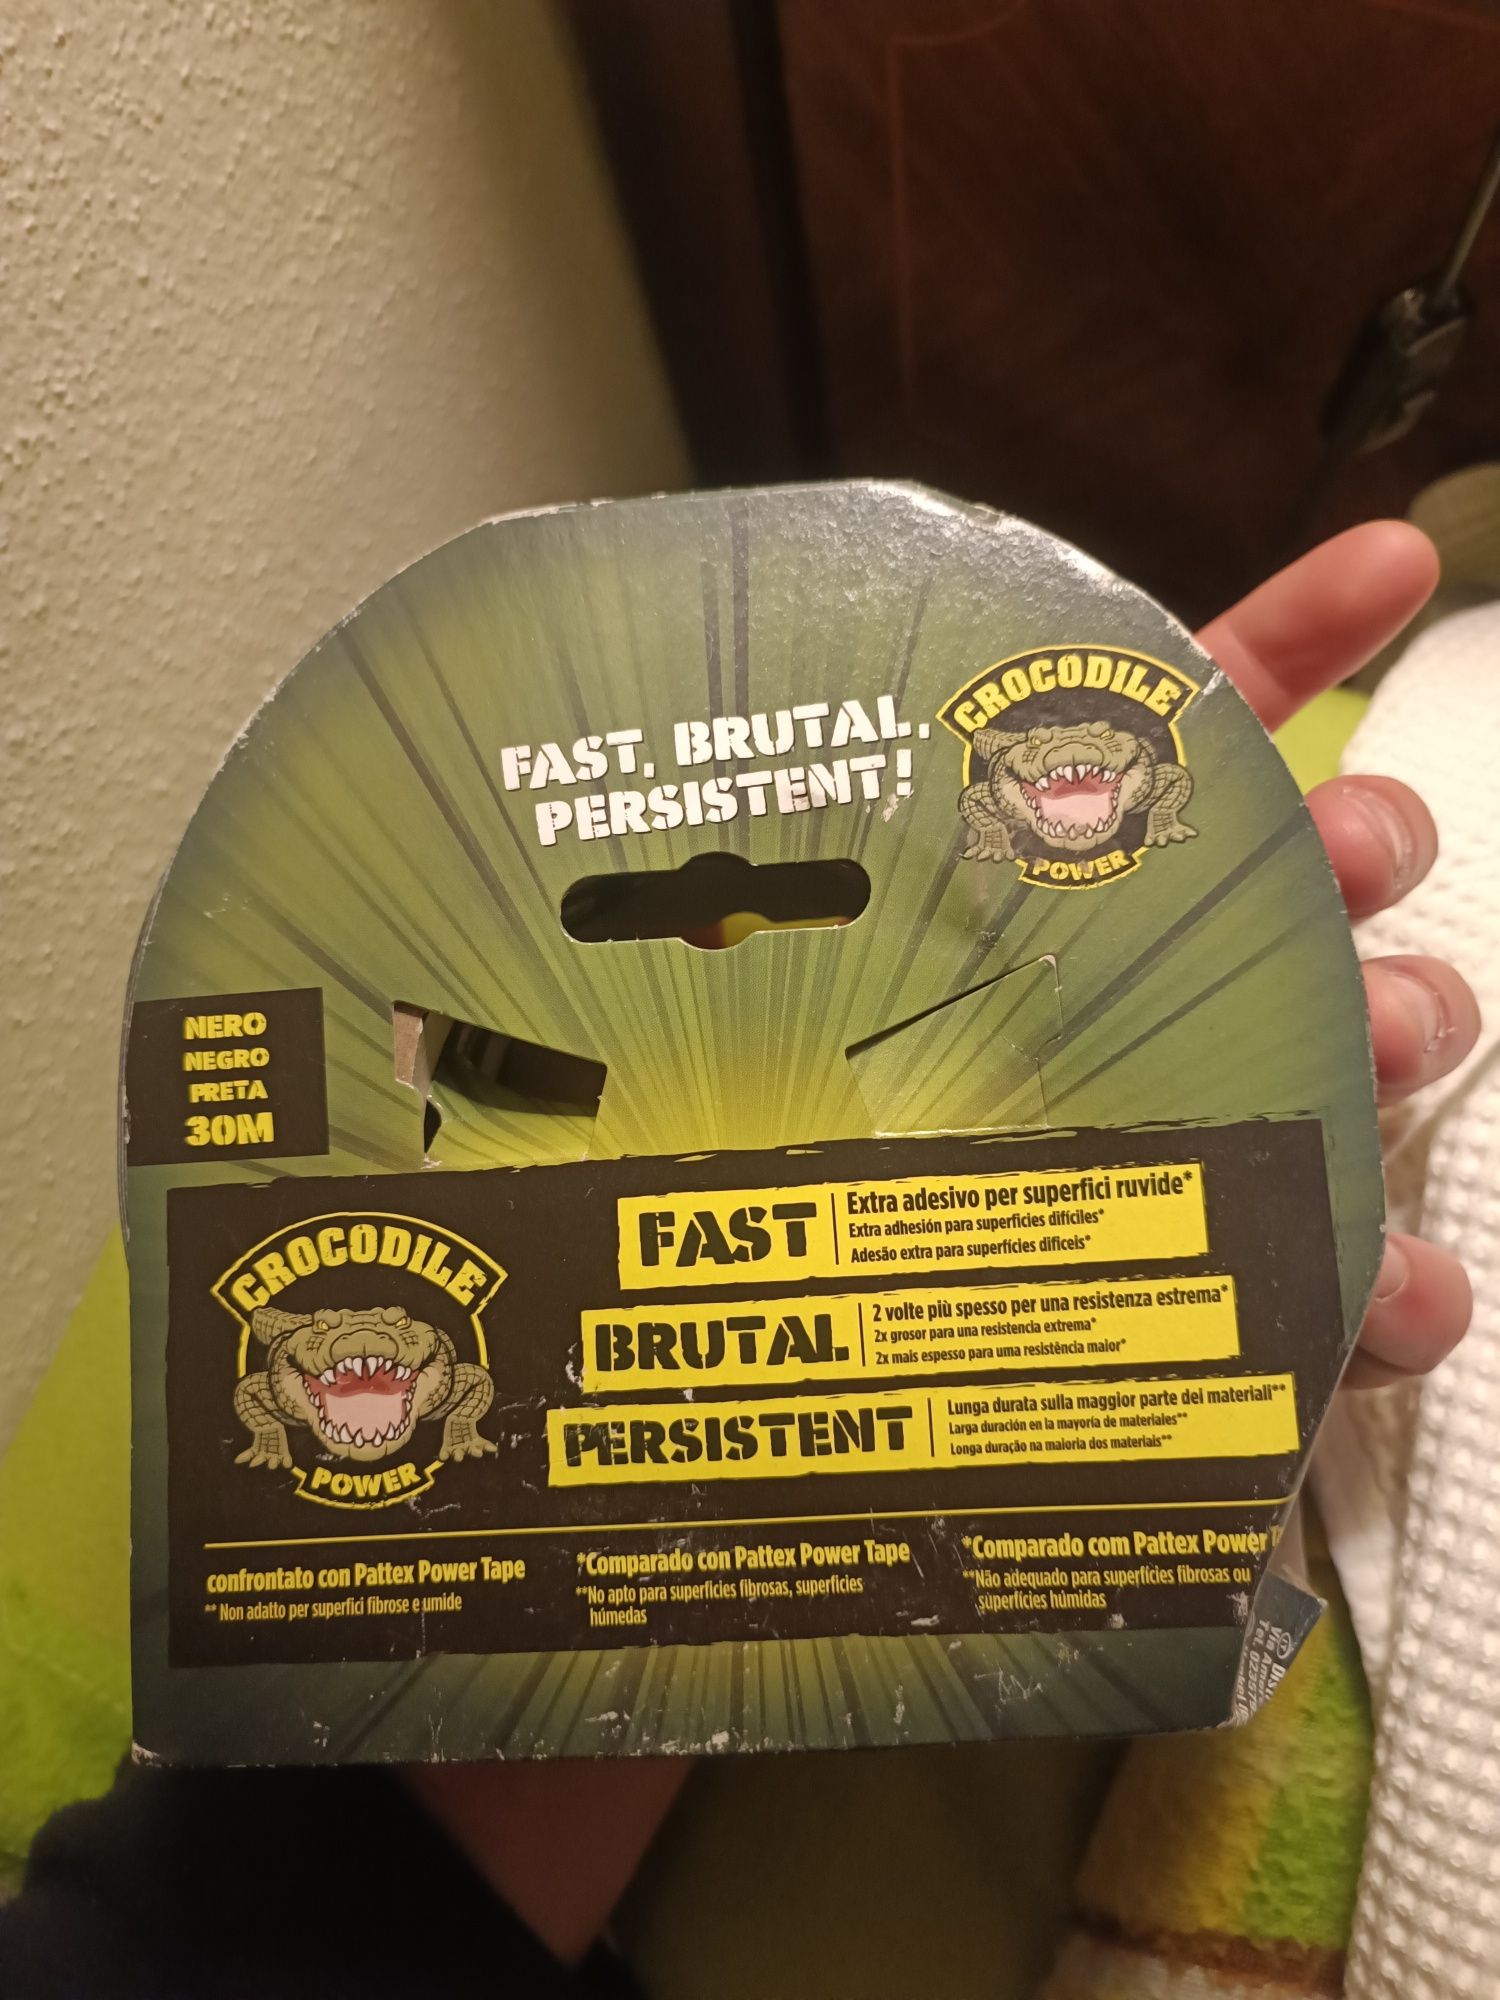 FAST, BRUTAL,
PERSISTENT!
CROCODILE
POWER
NERO
NEGRO
PRETA
30M
CROCODILE
POWER
FAST
Extra adesivo per superfici ruvide*
Extra adhesión para superficies difíciles*
Adesão extra para superfícies dificeis*
BRUTAL
2 volte più spesso per una resistenza estrema*
2x grosor para una resistencia extrema*
2x mais espesso para uma resistência maior*
PERSISTENT
Lunga durata sulla maggior parte dei materiali**
Larga duración en la mayoría de materiales**
Longa duração na maioria dos materiais**
confrontato con Pattex Power Tape
** Non adatto per superfici fibrose e umide
*Comparado con Pattex Power Tape
**No apto para superficies fibrosas, superficies
húmedas
*Comparado com Pattex Power
**Não adequado para superfícies fibrosas ou
superfícies húmidas
Via
Tel.